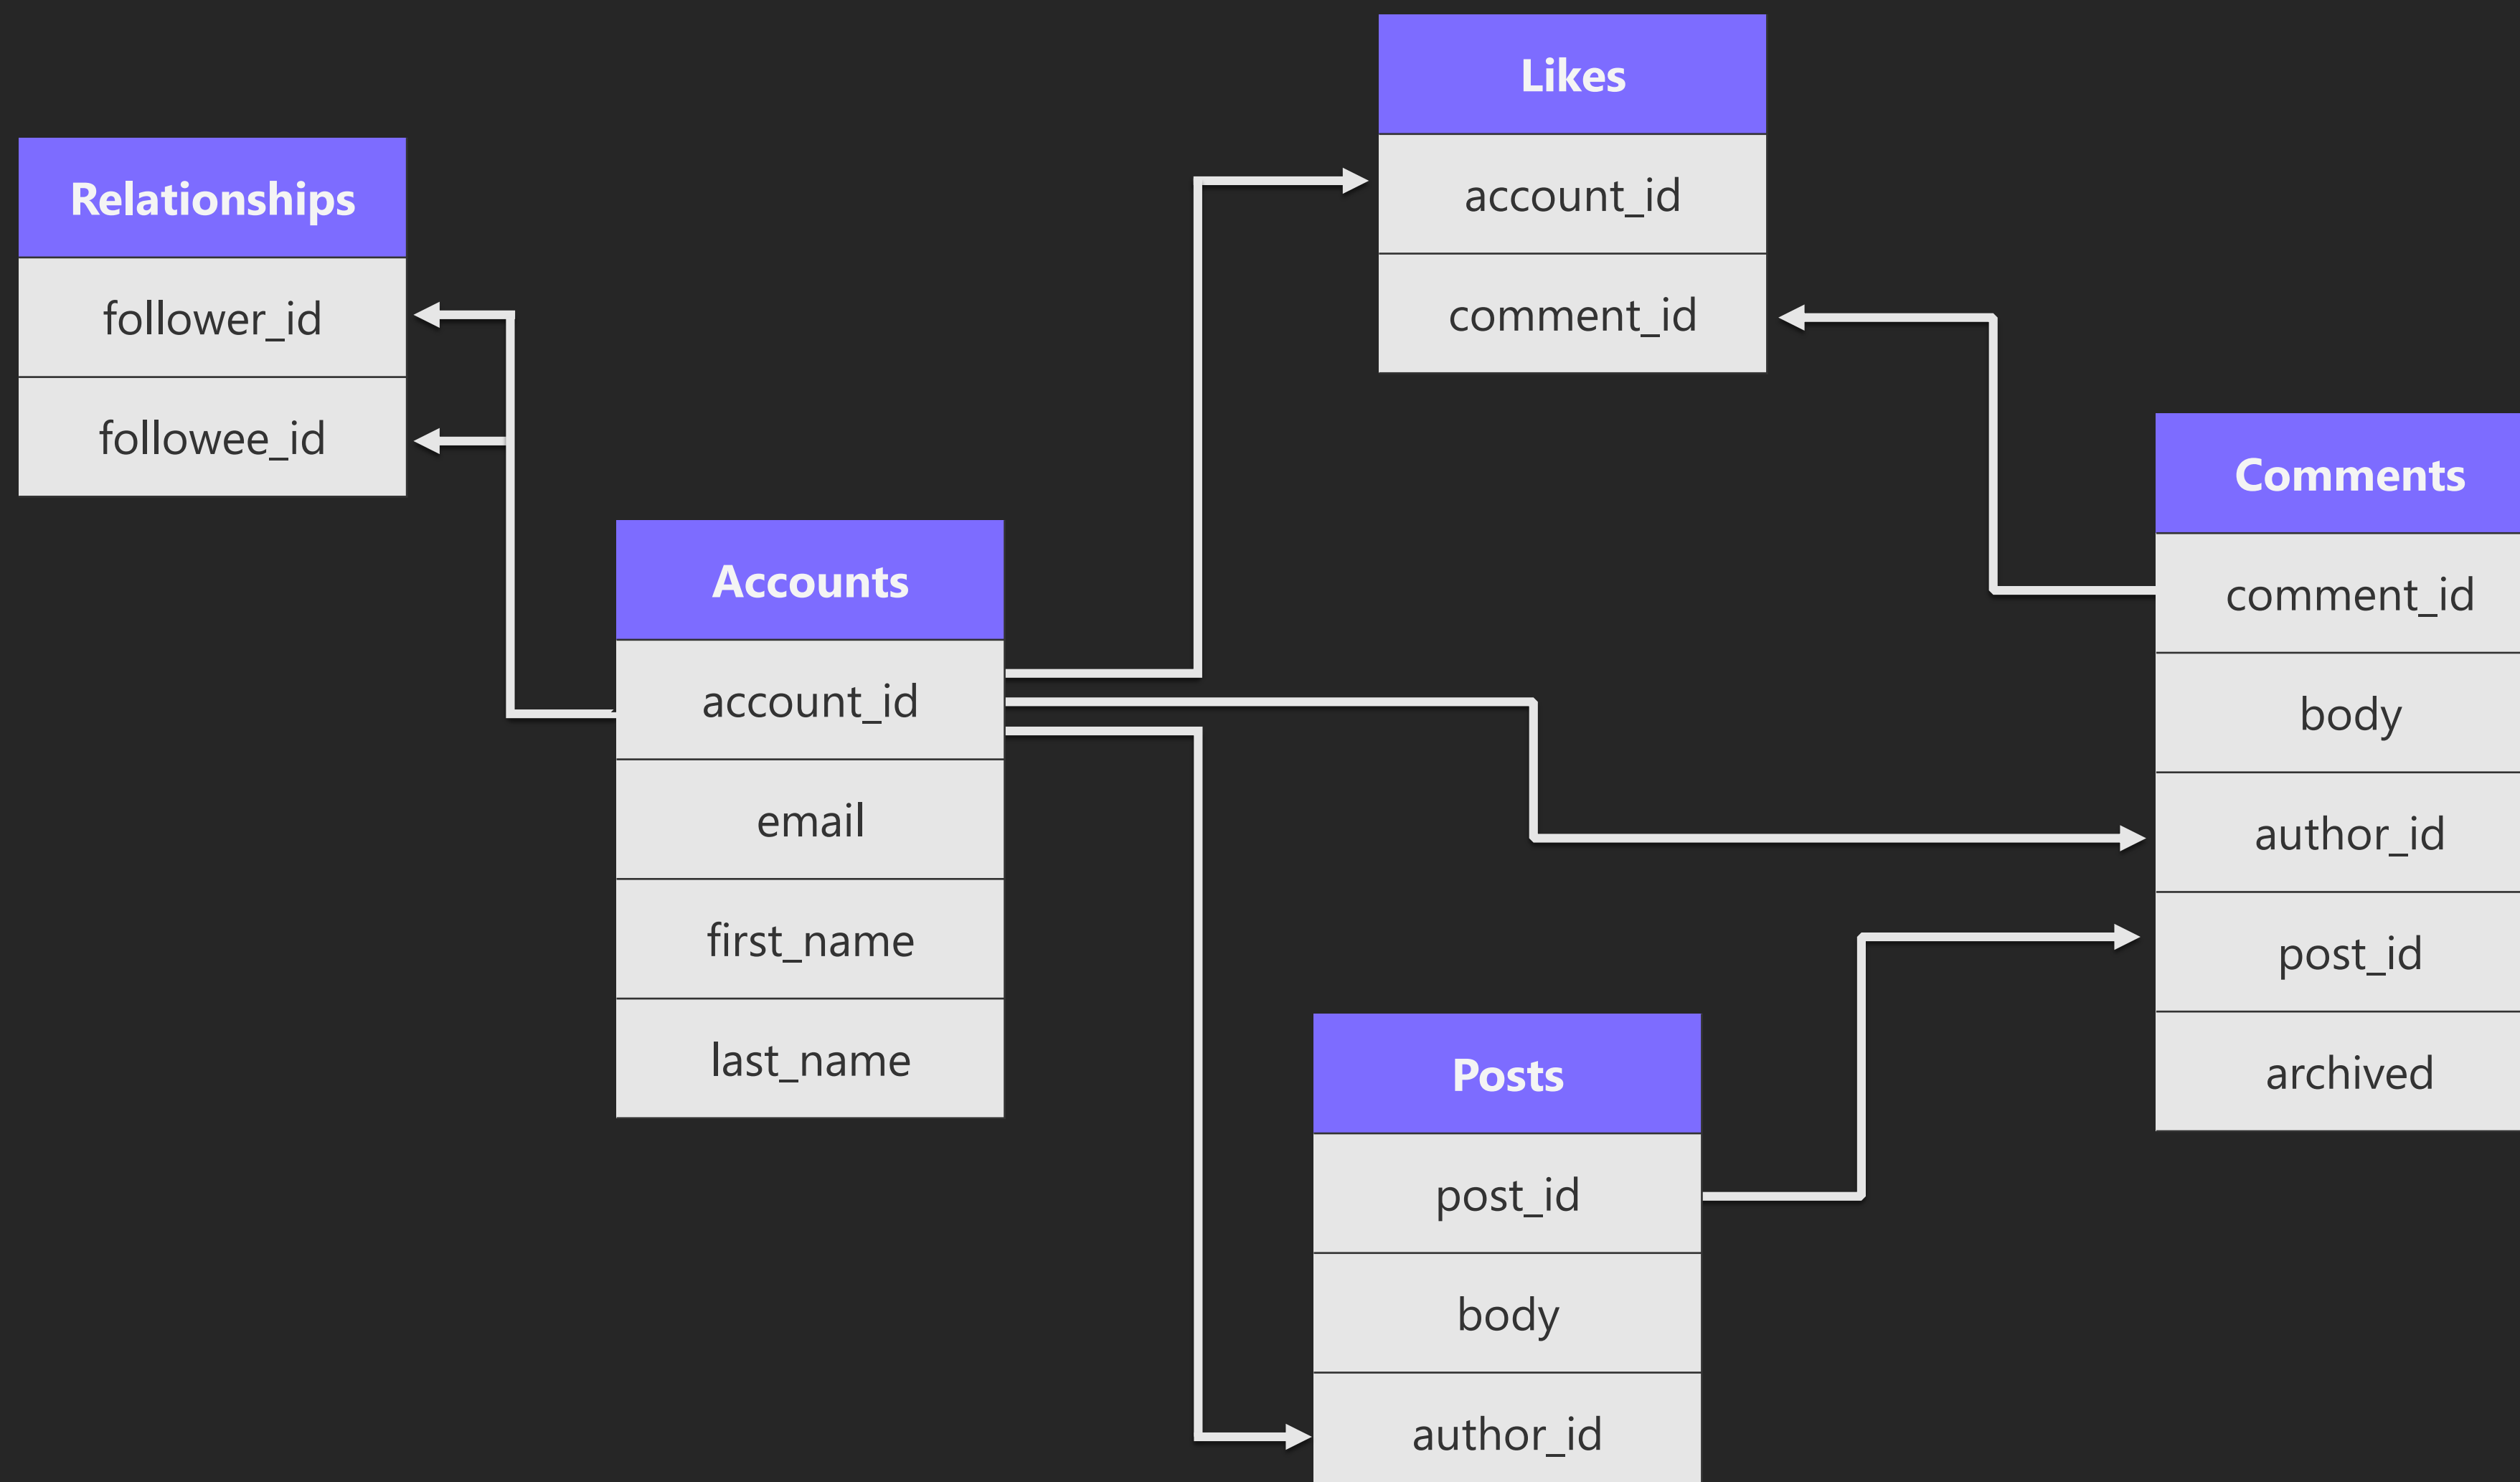 Relationships
follower_id
followee_id
Accounts
account_id
email
first_name
last_name
Likes
account_id
comment_id
Posts
post_id
body
author_id
Comments
comment_id
body
author_id
post_id
archived